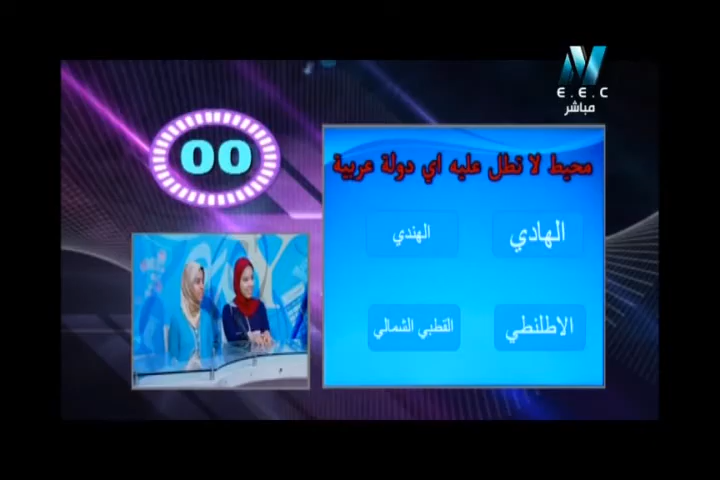 E.E.C
مباشر
00
محيط لا تطل عليه اي دولة عربية
الهادي
الهندي
الاطلنطي
القطبي الشمالي